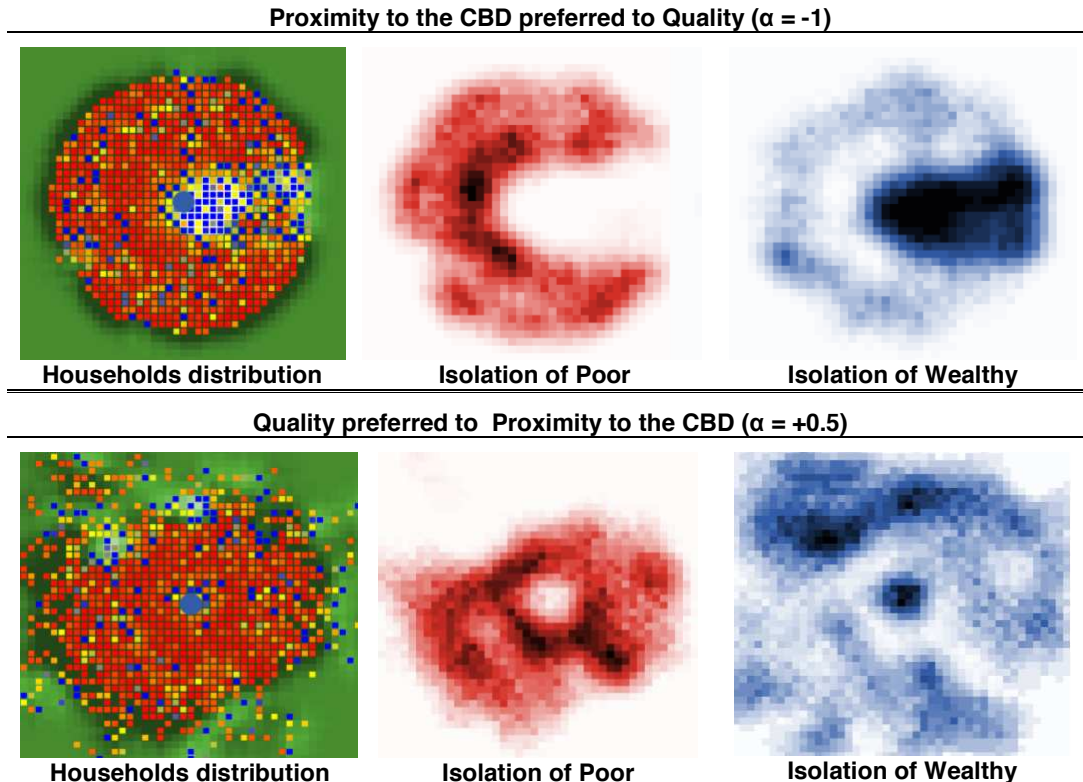 Proximity to the CBD preferred to Quality (α = -1)
Households distribution
Isolation of Poor
Isolation of Wealthy
Quality preferred to Proximity to the CBD (α = +0.5)
Households distribution
Isolation of Poor
Isolation of Wealthy